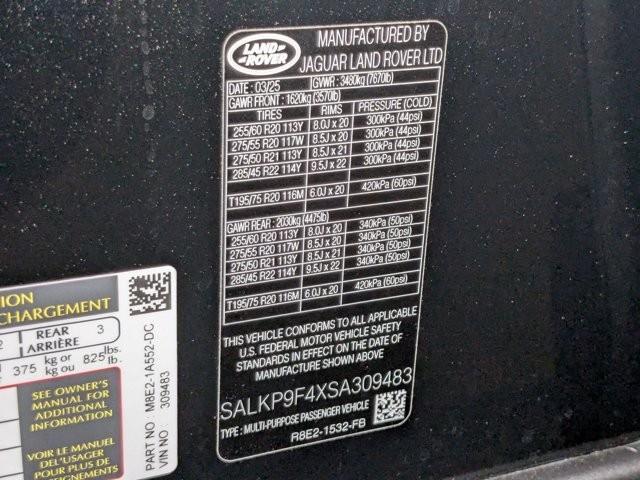 LAND ROVER
MANUFACTURED BY
JAGUAR LAND ROVER LTD
DATE : 03/25 GVWR : 3480kg (7670lb)
GAWR FRONT : 1620kg (3570lb)
TIRES RIMS PRESSURE (COLD)
255/60 R20 113Y 8.0J x 20 300kPa (44psi)
275/55 R20 117W 8.5J x 20 300kPa (44psi)
275/50 R21 113Y 8.5J x 21 300kPa (44psi)
285/45 R22 114Y 9.5J x 22 300kPa (44psi)
T195/75 R20 116M 6.0J x 20 420kPa (60psi)
GAWR REAR : 2030kg (4475lb)
255/60 R20 113Y 8.0J x 20 340kPa (50psi)
275/55 R20 117W 8.5J x 20 340kPa (50psi)
275/50 R21 113Y 8.5J x 21 340kPa (50psi)
285/45 R22 114Y 9.5J x 22 340kPa (50psi)
T195/75 R20 116M 6.0J x 20 420kPa (60psi)
THIS VEHICLE CONFORMS TO ALL APPLICABLE
U.S. FEDERAL MOTOR VEHICLE SAFETY
STANDARDS IN EFFECT ON THE DATE OF
MANUFACTURE SHOWN ABOVE
SALKP9F4XSA309483
TYPE : MULTI-PURPOSE PASSENGER VEHICLE
R8E2-1532-FB
ION
CHARGEMENT
2 REAR 3
ARRIÈRE
375 kg or 825 lbs.
kg ou lb.
SEE OWNER'S
MANUAL FOR
ADDITIONAL
INFORMATION
VOIR LE MANUEL
DEL'USAGER
POUR PLUS DE
SEIGNEMENTS
PART NO M8E2-1A552-DC
VIN NO 309483